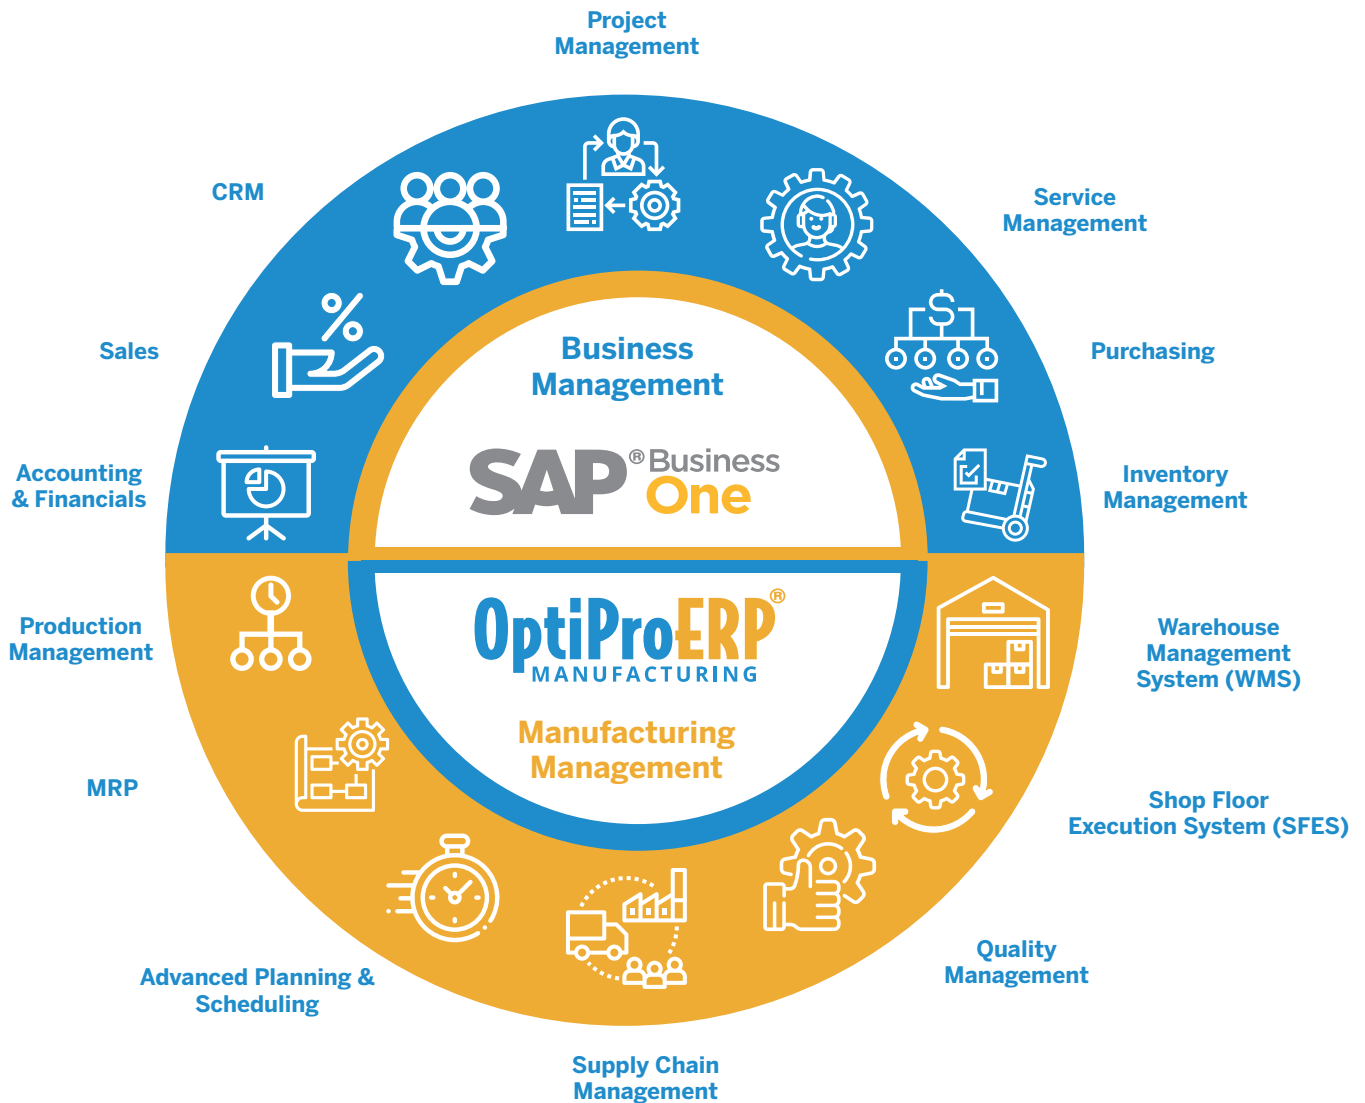 Project
Management
CRM
Service
Management
Sales
Purchasing
Business
Management
SAP® Business
One
Accounting
& Financials
Inventory
Management
OptiProERP®
MANUFACTURING
Manufacturing
Management
Production
Management
Warehouse
Management
System (WMS)
MRP
Shop Floor
Execution System (SFES)
Advanced Planning &
Scheduling
Quality
Management
Supply Chain
Management